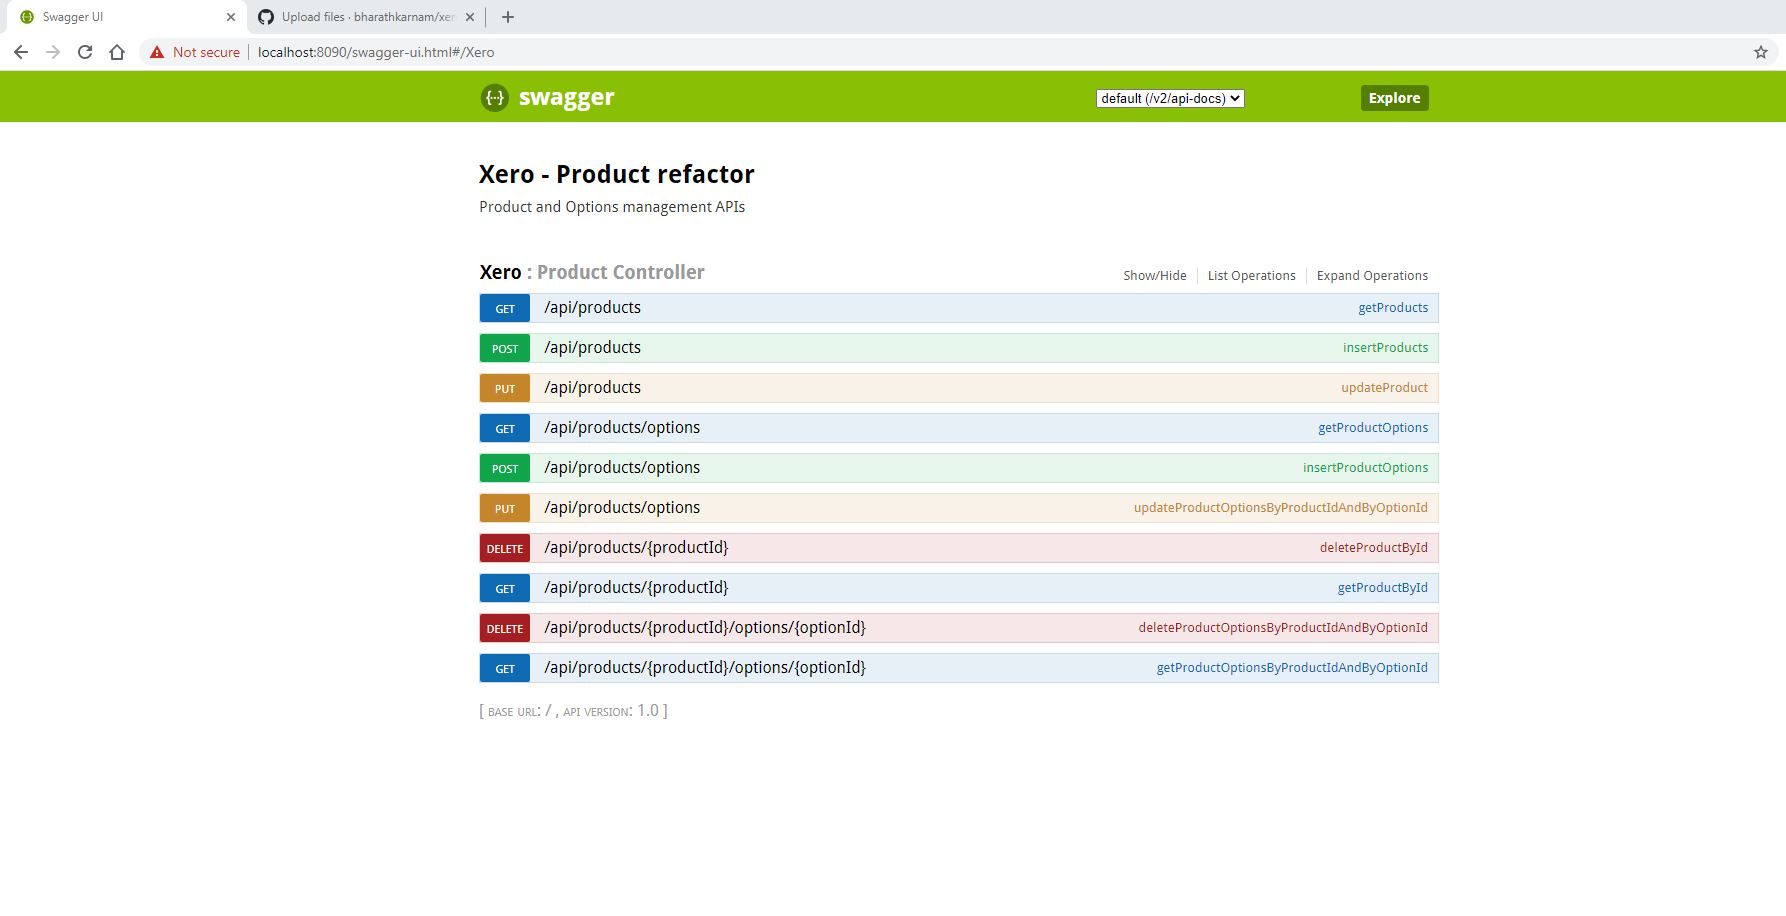 Swagger UI
Upload files · bharathkarnam/xer
Not secure
localhost:8090/swagger-ui.html#/Xero
{··} swagger
default (/v2/api-docs)
Explore
Xero - Product refactor
Product and Options management APIs
Xero : Product Controller
Show/Hide
List Operations
Expand Operations
GET /api/products getProducts
POST /api/products insertProducts
PUT /api/products updateProduct
GET /api/products/options getProductOptions
POST /api/products/options insertProductOptions
PUT /api/products/options updateProductOptionsByProductIdAndByOptionId
DELETE /api/products/{productId} deleteProductById
GET /api/products/{productId} getProductById
DELETE /api/products/{productId}/options/{optionId} deleteProductOptionsByProductIdAndByOptionId
GET /api/products/{productId}/options/{optionId} getProductOptionsByProductIdAndByOptionId
[ BASE URL: / , API VERSION: 1.0 ]